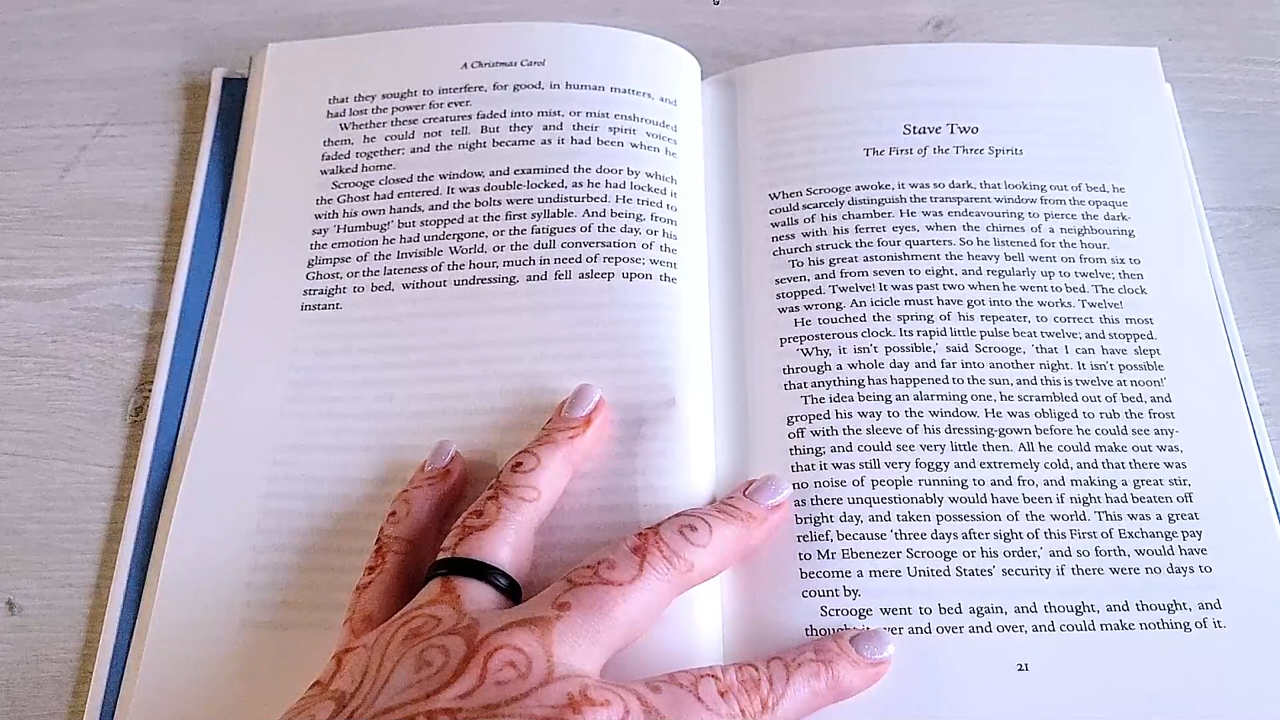 A Christmas Carol
that they sought to interfere, for good, in human matters, and
had lost the power for ever.
Whether these creatures faded into mist, or mist enshrouded
them, he could not tell. But they and their spirit voices
faded together; and the night became as it had been when he
walked home.
Scrooge closed the window, and examined the door by which
the Ghost had entered. It was double-locked, as he had locked it
with his own hands, and the bolts were undisturbed. He tried to
say 'Humbug!' but stopped at the first syllable. And being, from
the emotion he had undergone, or the fatigues of the day, or his
glimpse of the Invisible World, or the dull conversation of the
Ghost, or the lateness of the hour, much in need of repose; went
straight to bed, without undressing, and fell asleep upon the
instant.
Stave Two
The First of the Three Spirits
When Scrooge awoke, it was so dark, that looking out of bed, he
could scarcely distinguish the transparent window from the opaque
walls of his chamber. He was endeavouring to pierce the dark-
ness with his ferret eyes, when the chimes of a neighbouring
church struck the four quarters. So he listened for the hour.
To his great astonishment the heavy bell went on from six to
seven, and from seven to eight, and regularly up to twelve; then
stopped. Twelve! It was past two when he went to bed. The clock
was wrong. An icicle must have got into the works. Twelve!
He touched the spring of his repeater, to correct this most
preposterous clock. Its rapid little pulse beat twelve; and stopped.
'Why, it isn't possible,' said Scrooge, 'that I can have slept
through a whole day and far into another night. It isn't possible
that anything has happened to the sun, and this is twelve at noon!'
The idea being an alarming one, he scrambled out of bed, and
groped his way to the window. He was obliged to rub the frost
off with the sleeve of his dressing-gown before he could see any-
thing; and could see very little then. All he could make out was,
that it was still very foggy and extremely cold, and that there was
no noise of people running to and fro, and making a great stir,
as there unquestionably would have been if night had beaten off
bright day, and taken possession of the world. This was a great
relief, because 'three days after sight of this First of Exchange pay
to Mr Ebenezer Scrooge or his order,' and so forth, would have
become a mere United States' security if there were no days to
count by.
Scrooge went to bed again, and thought, and thought, and
thought it over and over and over, and could make nothing of it.
21